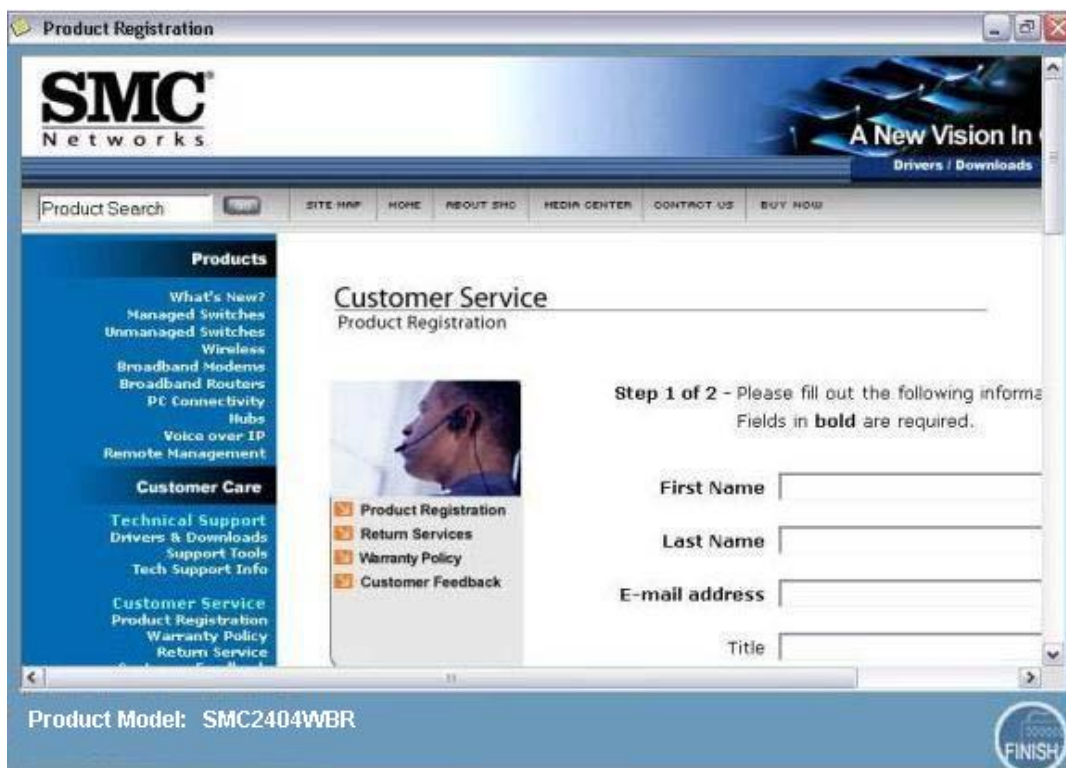 Product Registration
SMC®
Networks
A New Vision In
Drivers / Downloads
Product Search
SITE MAP
HOME
ABOUT SMC
MEDIA CENTER
CONTACT US
BUY NOW
Products
What's New?
Managed Switches
Unmanaged Switches
Wireless
Broadband Modems
Broadband Routers
PC Connectivity
Hubs
Voice over IP
Remote Management
Customer Care
Technical Support
Drivers & Downloads
Support Tools
Tech Support Info
Customer Service
Product Registration
Warranty Policy
Return Service
Customer Service
Product Registration
Product Registration
Return Services
Warranty Policy
Customer Feedback
Step 1 of 2 - Please fill out the following informa
Fields in bold are required.
First Name
Last Name
E-mail address
Title
Product Model: SMC2404WBR
FINISH